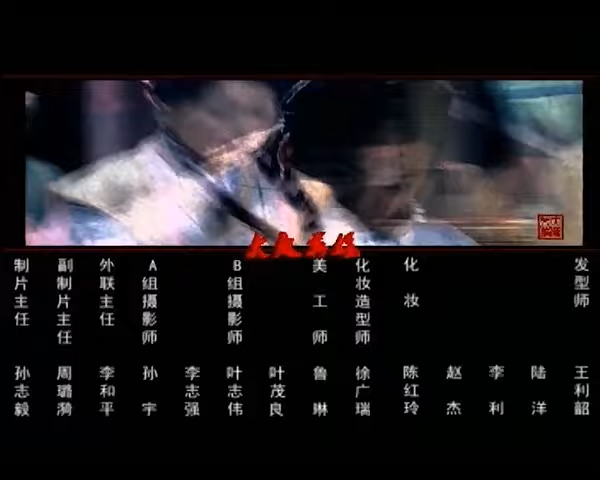 制片主任
孙志毅
副制片主任
周璐漪
外联主任
李和平
A组摄影师
孙宇
李志强
B组摄影师
叶志伟
叶茂良
美工师
鲁琳
化妆造型师
徐广瑞
化妆
陈红玲
赵杰
李利
陆洋
发型师
王利韶